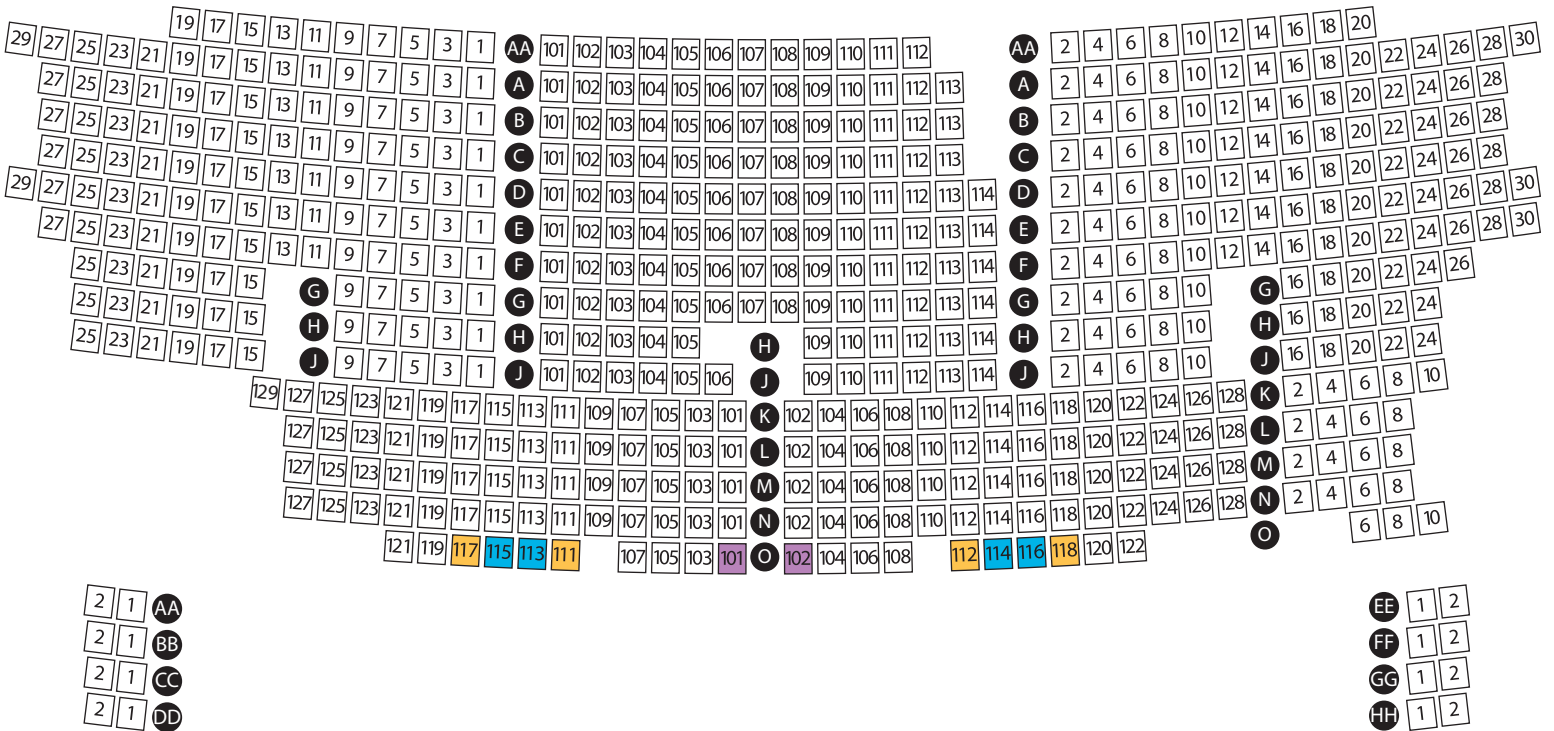 19 17 15 13 11 9 7 5 3 1 AA 101 102 103 104 105 106 107 108 109 110 111 112 AA 2 4 6 8 10 12 14 16 18 20
29 27 25 23 21 19 17 15 13 11 9 7 5 3 1 A 101 102 103 104 105 106 107 108 109 110 111 112 113 A 2 4 6 8 10 12 14 16 18 20 22 24 26 28 30
27 25 23 21 19 17 15 13 11 9 7 5 3 1 B 101 102 103 104 105 106 107 108 109 110 111 112 113 B 2 4 6 8 10 12 14 16 18 20 22 24 26 28
27 25 23 21 19 17 15 13 11 9 7 5 3 1 C 101 102 103 104 105 106 107 108 109 110 111 112 113 C 2 4 6 8 10 12 14 16 18 20 22 24 26 28
27 25 23 21 19 17 15 13 11 9 7 5 3 1 D 101 102 103 104 105 106 107 108 109 110 111 112 113 114 D 2 4 6 8 10 12 14 16 18 20 22 24 26 28
29 27 25 23 21 19 17 15 13 11 9 7 5 3 1 E 101 102 103 104 105 106 107 108 109 110 111 112 113 114 E 2 4 6 8 10 12 14 16 18 20 22 24 26 28 30
27 25 23 21 19 17 15 13 11 9 7 5 3 1 F 101 102 103 104 105 106 107 108 109 110 111 112 113 114 F 2 4 6 8 10 12 14 16 18 20 22 24 26 28 30
25 23 21 19 17 15 G 9 7 5 3 1 G 101 102 103 104 105 106 107 108 109 110 111 112 113 114 G 2 4 6 8 10 G 16 18 20 22 24 26
25 23 21 19 17 15 H 9 7 5 3 1 H 101 102 103 104 105 H 109 110 111 112 113 114 H 2 4 6 8 10 H 16 18 20 22 24
25 23 21 19 17 15 J 9 7 5 3 1 J 101 102 103 104 105 106 J 109 110 111 112 113 114 J 2 4 6 8 10 J 16 18 20 22 24
129 127 125 123 121 119 117 115 113 111 109 107 105 103 101 K 102 104 106 108 110 112 114 116 118 120 122 124 126 128 K 2 4 6 8 10
127 125 123 121 119 117 115 113 111 109 107 105 103 101 L 102 104 106 108 110 112 114 116 118 120 122 124 126 128 L 2 4 6 8
127 125 123 121 119 117 115 113 111 109 107 105 103 101 M 102 104 106 108 110 112 114 116 118 120 122 124 126 128 M 2 4 6 8
127 125 123 121 119 117 115 113 111 109 107 105 103 101 N 102 104 106 108 110 112 114 116 118 120 122 124 126 128 N 2 4 6 8
121 119 117 115 113 111 107 105 103 101 O 102 104 106 108 112 114 116 118 120 122 O 6 8 10
2 1 AA EE 1 2
2 1 BB FF 1 2
2 1 CC GG 1 2
2 1 DD HH 1 2